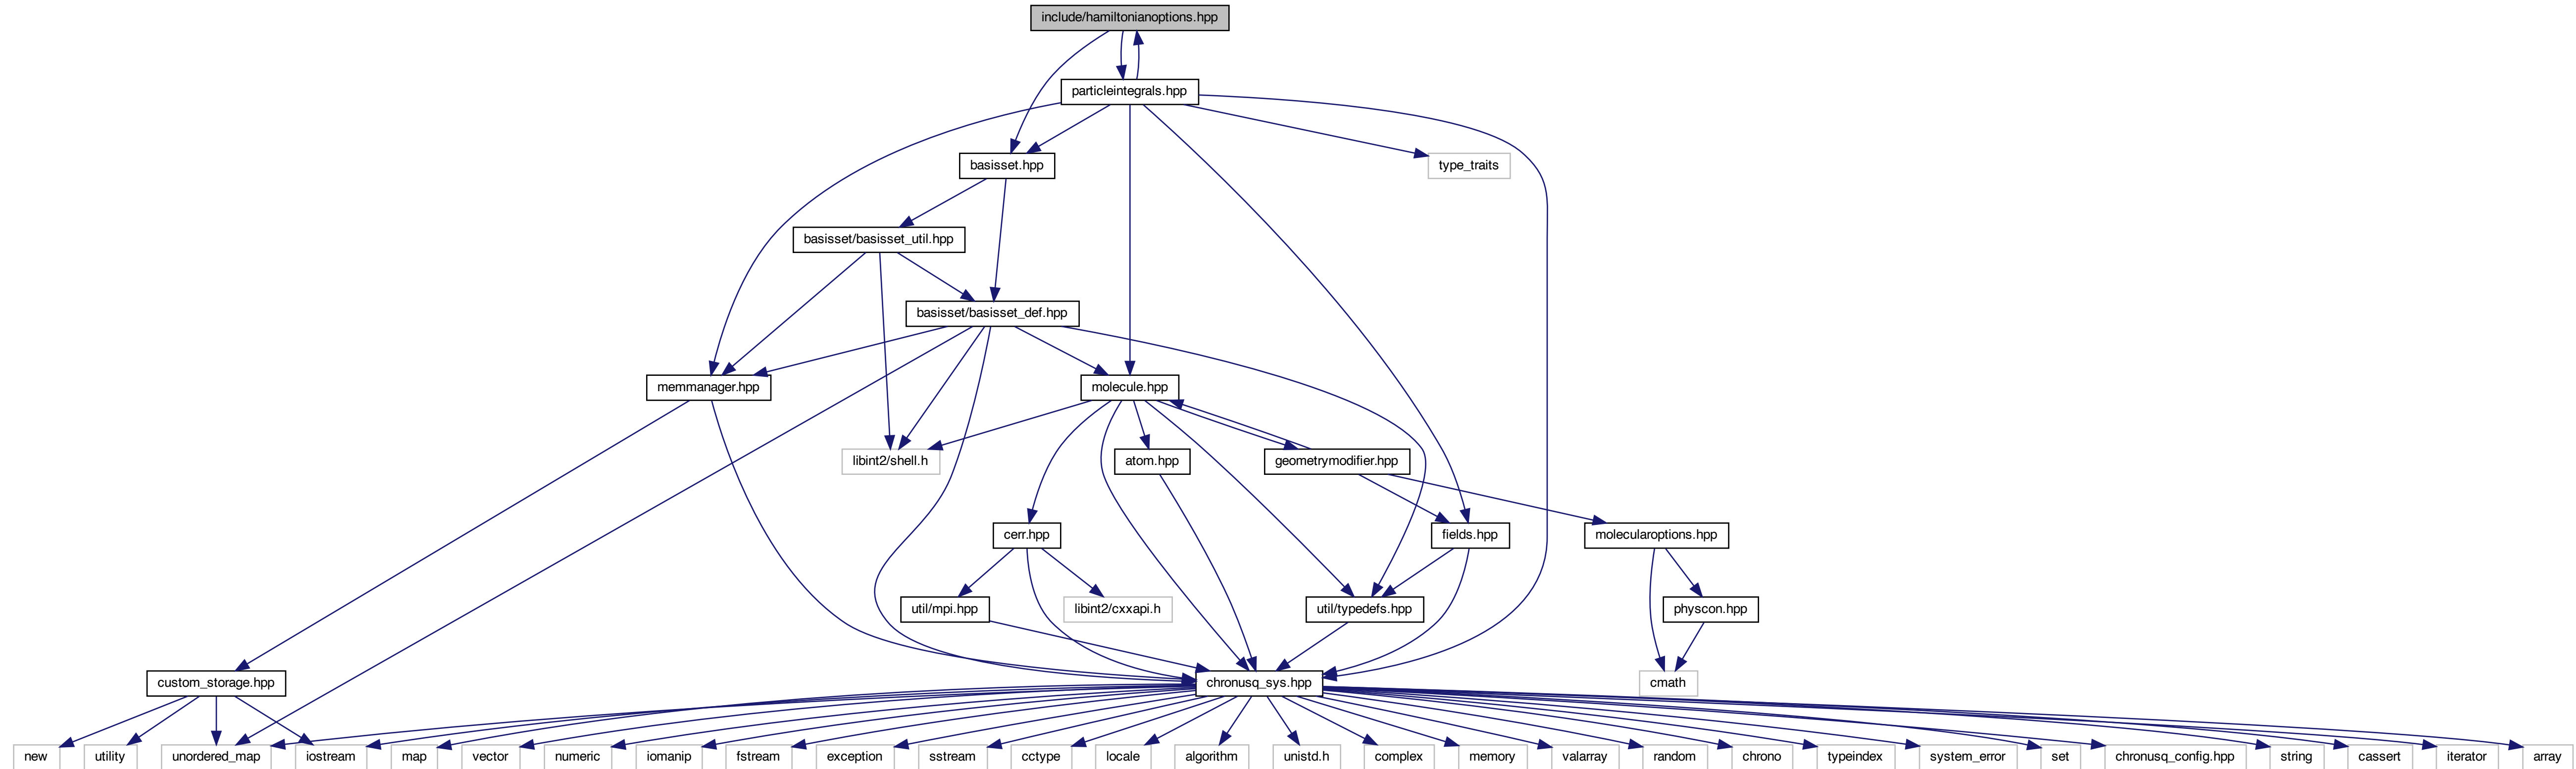 include/hamiltonianoptions.hpp
particleintegrals.hpp
basisset.hpp
type_traits
basisset/basisset_util.hpp
basisset/basisset_def.hpp
memmanager.hpp
molecule.hpp
libint2/shell.h
atom.hpp
geometrymodifier.hpp
cerr.hpp
fields.hpp
molecularoptions.hpp
util/mpi.hpp
libint2/cxxapi.h
util/typedefs.hpp
physcon.hpp
custom_storage.hpp
chronusq_sys.hpp
cmath
new
utility
unordered_map
iostream
map
vector
numeric
iomanip
fstream
exception
sstream
cctype
locale
algorithm
unistd.h
complex
memory
valarray
random
chrono
typeindex
system_error
set
chronusq_config.hpp
string
cassert
iterator
array